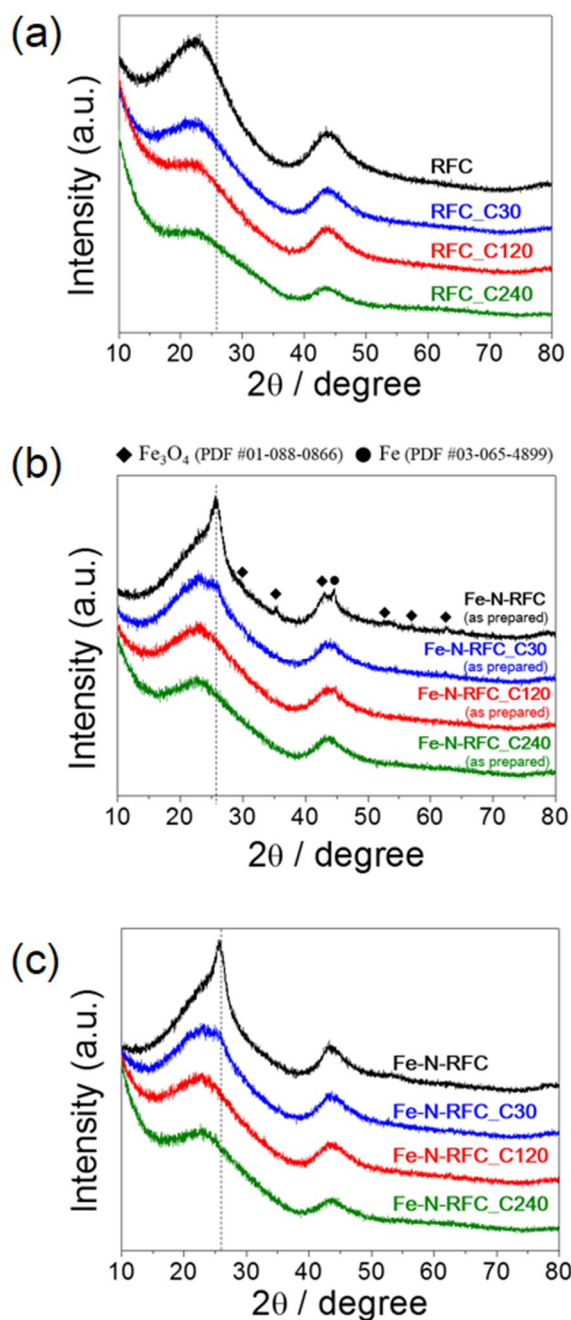 (a)
Intensity (a.u.)
RFC
RFC_C30
RFC_C120
RFC_C240
10 20 30 40 50 60 70 80
2θ / degree
(b)
◆ Fe₃O₄ (PDF #01-088-0866) ● Fe (PDF #03-065-4899)
Intensity (a.u.)
Fe-N-RFC
(as prepared)
Fe-N-RFC_C30
(as prepared)
Fe-N-RFC_C120
(as prepared)
Fe-N-RFC_C240
(as prepared)
10 20 30 40 50 60 70 80
2θ / degree
(c)
Intensity (a.u.)
Fe-N-RFC
Fe-N-RFC_C30
Fe-N-RFC_C120
Fe-N-RFC_C240
10 20 30 40 50 60 70 80
2θ / degree